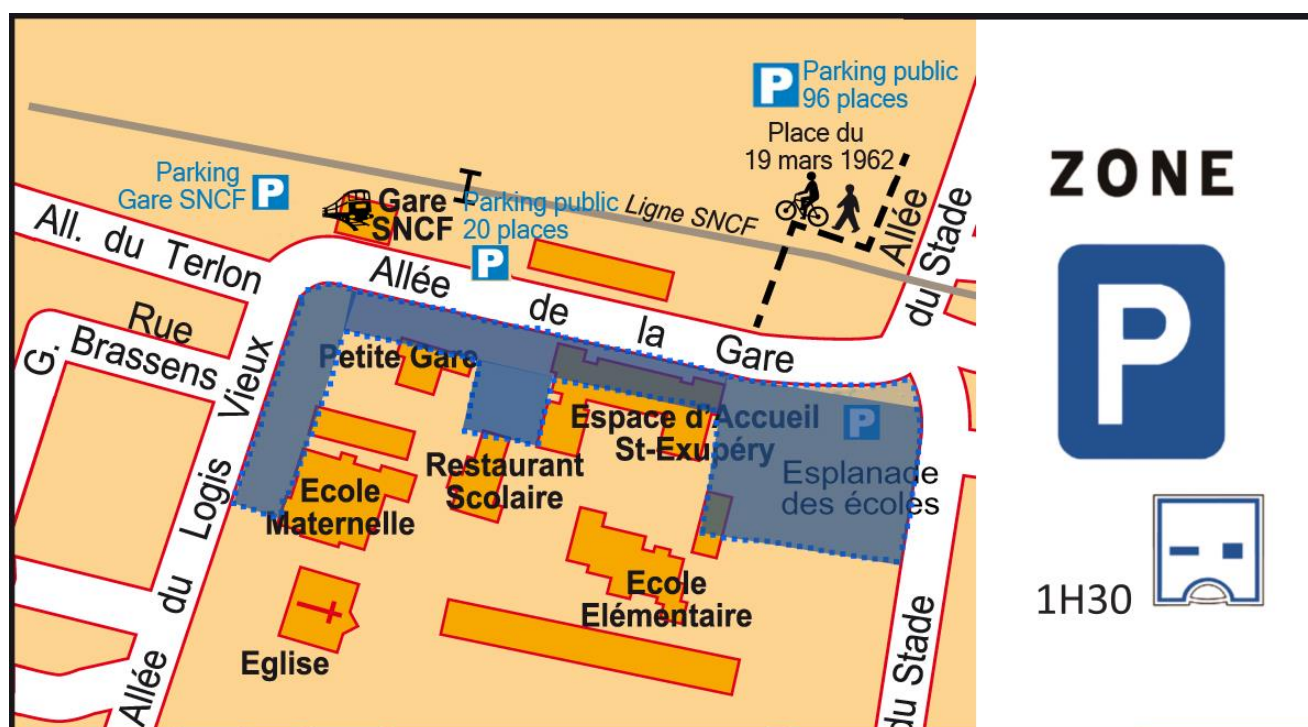 P Parking public
96 places
Place du
19 mars 1962
Parking
Gare SNCF P
Gare
SNCF
Parking public
20 places
P
Ligne SNCF
Allée
du Stade
All. du Terlon
Allée de la Gare
Rue
G. Brassens
Petite Gare
Espace d'Accueil
St-Exupéry
P
Esplanade
des écoles
Restaurant
Scolaire
Ecole
Maternelle
Ecole
Elémentaire
Eglise
Allée du Logis Vieux
du Stade
ZONE
P
1H30